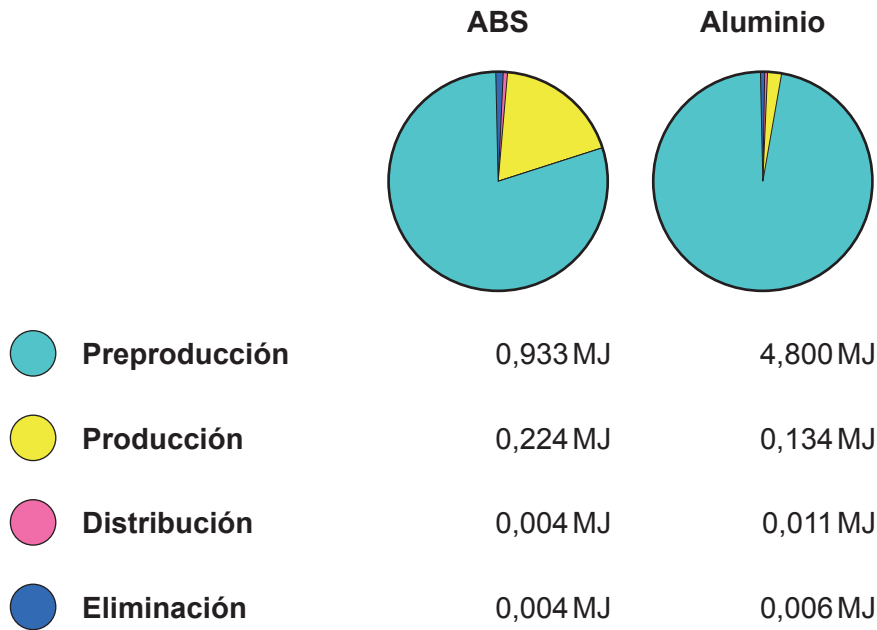 ABS Aluminio
Preproducción 0,933 MJ 4,800 MJ
Producción 0,224 MJ 0,134 MJ
Distribución 0,004 MJ 0,011 MJ
Eliminación 0,004 MJ 0,006 MJ